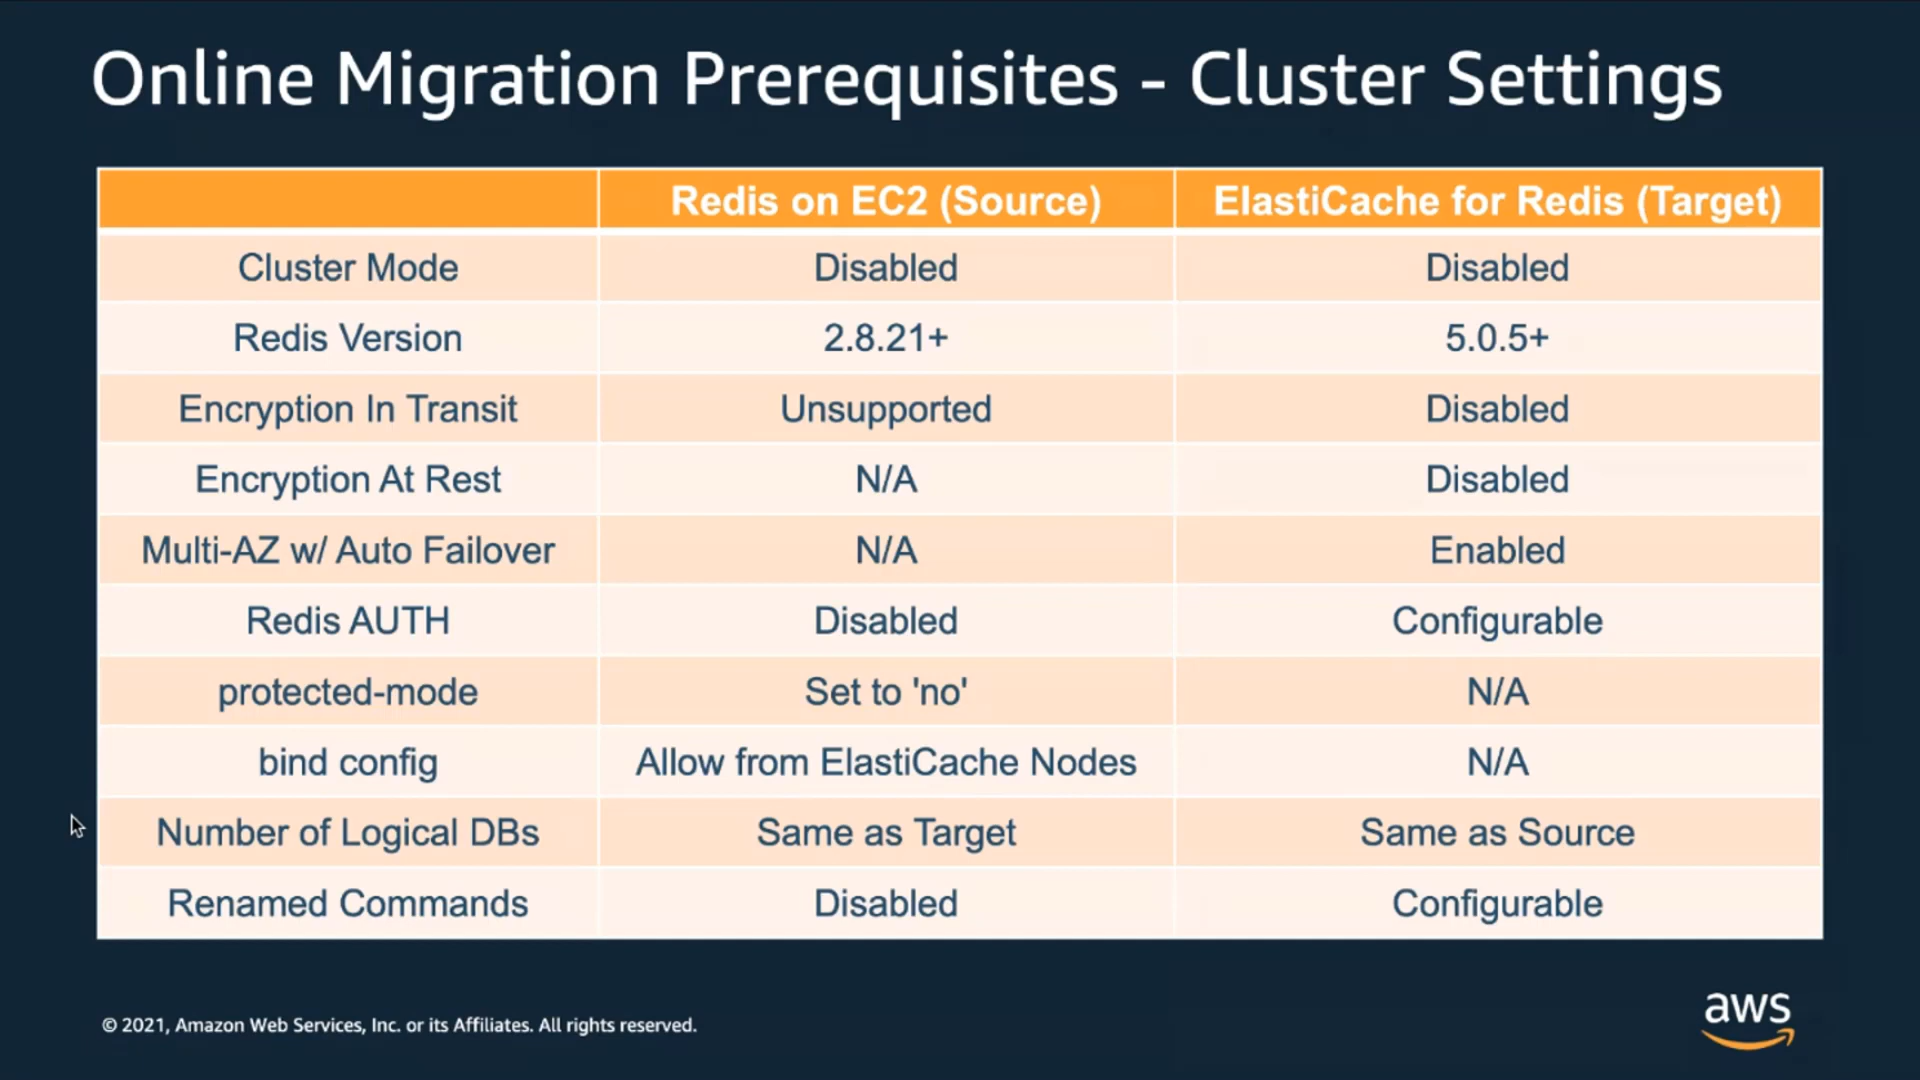 Online Migration Prerequisites - Cluster Settings
Redis on EC2 (Source) ElastiCache for Redis (Target)
Cluster Mode Disabled Disabled
Redis Version 2.8.21+ 5.0.5+
Encryption In Transit Unsupported Disabled
Encryption At Rest N/A Disabled
Multi-AZ w/ Auto Failover N/A Enabled
Redis AUTH Disabled Configurable
protected-mode Set to 'no' N/A
bind config Allow from ElastiCache Nodes N/A
Number of Logical DBs Same as Target Same as Source
Renamed Commands Disabled Configurable
© 2021, Amazon Web Services, Inc. or its Affiliates. All rights reserved.
aws